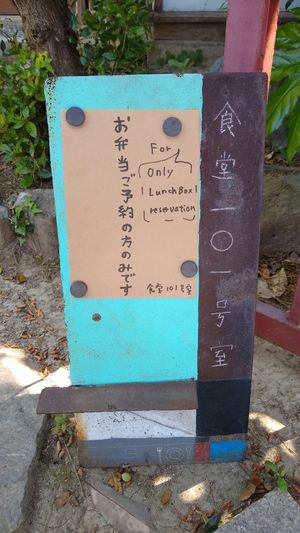 お弁当ご予約の方のみです
For
Only
Lunch Box
reservation
食堂101号室
食堂一〇一号室